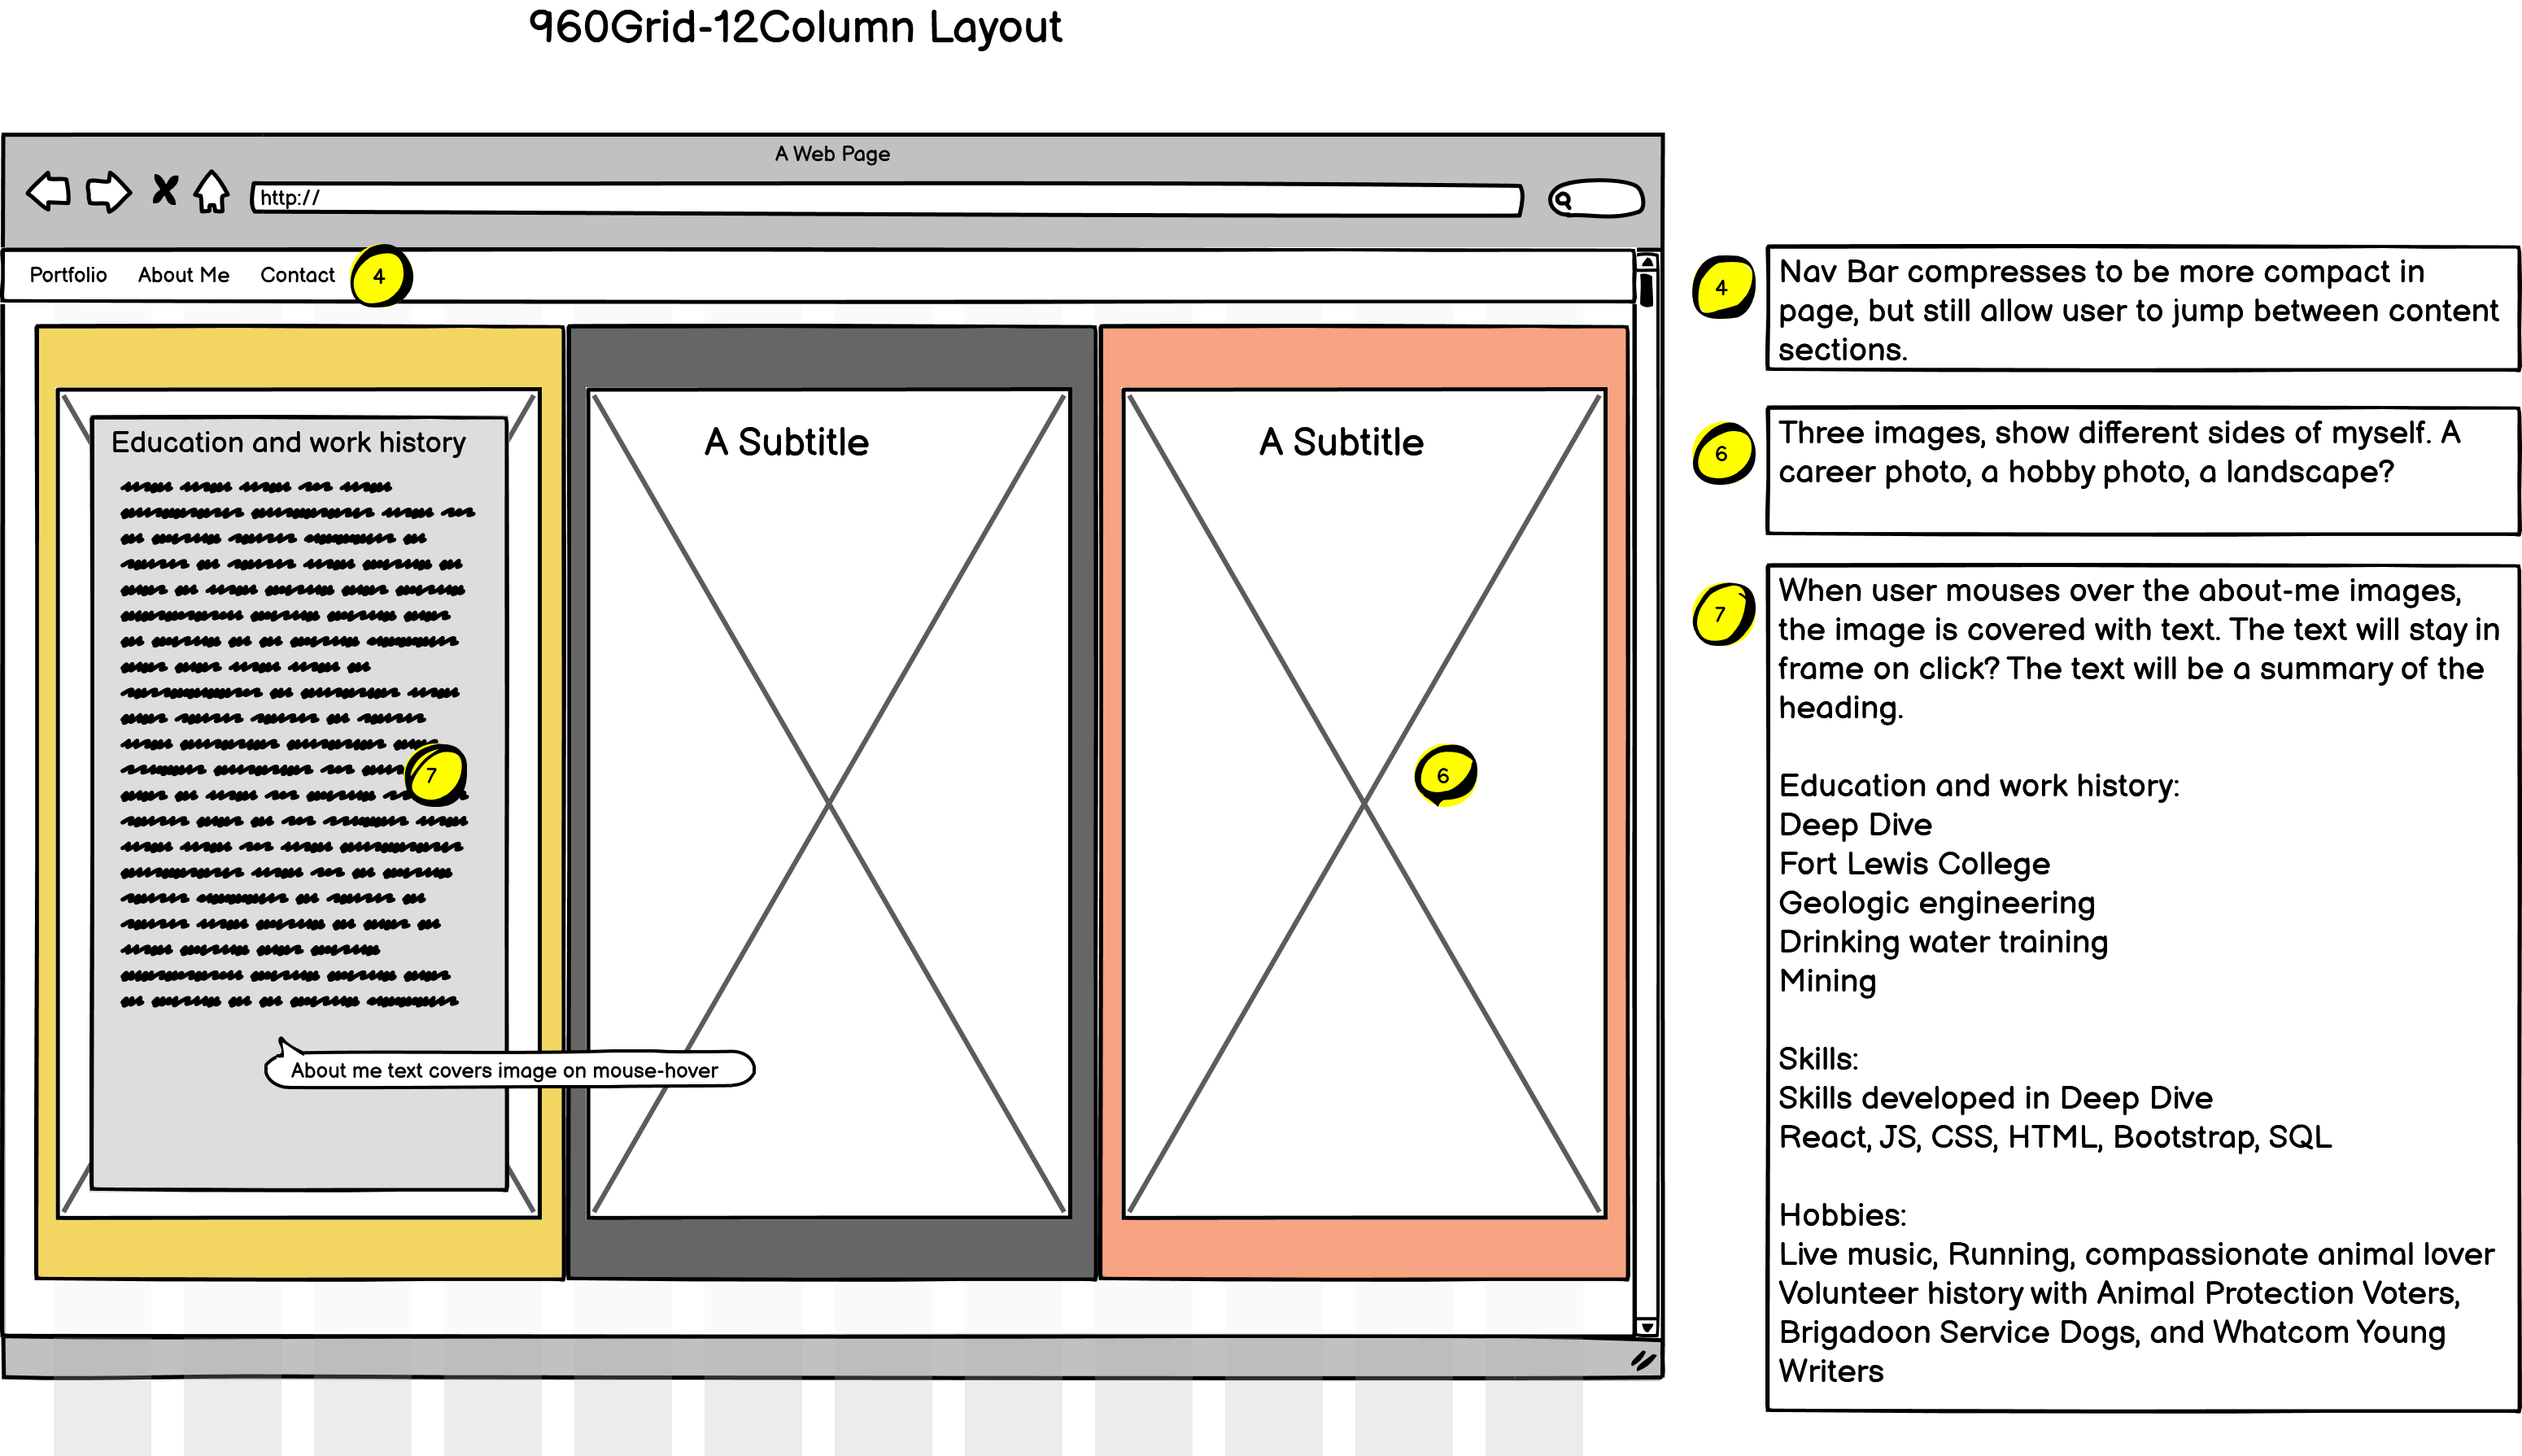 960Grid-12Column Layout
A Web Page
http://
Portfolio About Me Contact 4
Education and work history
7
About me text covers image on mouse-hover
A Subtitle
A Subtitle
6
4
Nav Bar compresses to be more compact in
page, but still allow user to jump between content
sections.
6
Three images, show different sides of myself. A
career photo, a hobby photo, a landscape?
7
When user mouses over the about-me images,
the image is covered with text. The text will stay in
frame on click? The text will be a summary of the
heading.
Education and work history:
Deep Dive
Fort Lewis College
Geologic engineering
Drinking water training
Mining
Skills:
Skills developed in Deep Dive
React, JS, CSS, HTML, Bootstrap, SQL
Hobbies:
Live music, Running, compassionate animal lover
Volunteer history with Animal Protection Voters,
Brigadoon Service Dogs, and Whatcom Young
Writers